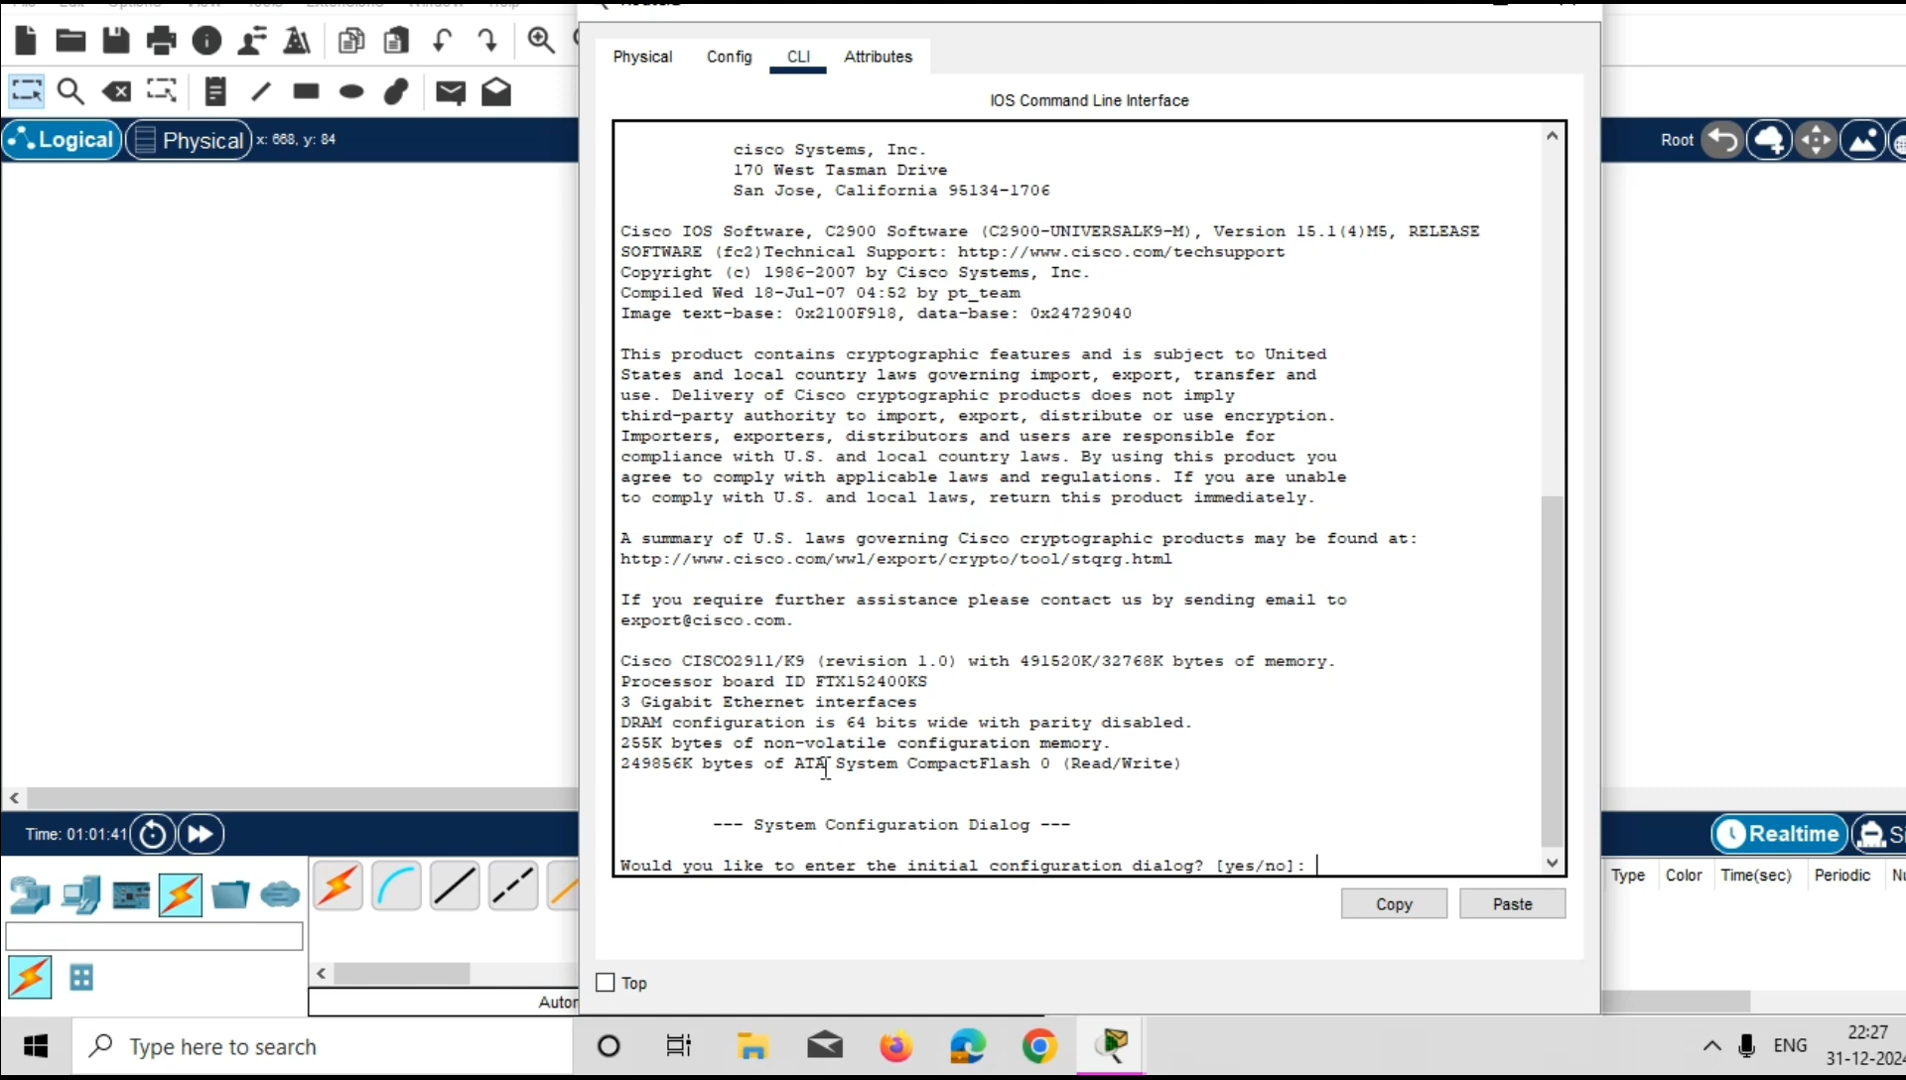 Physical
Config
CLI
Attributes
IOS Command Line Interface
Logical
Physical
x: 668, y: 84
Root
cisco Systems, Inc.
170 West Tasman Drive
San Jose, California 95134-1706
Cisco IOS Software, C2900 Software (C2900-UNIVERSALK9-M), Version 15.1(4)M5, RELEASE
SOFTWARE (fc2)Technical Support: http://www.cisco.com/techsupport
Copyright (c) 1986-2007 by Cisco Systems, Inc.
Compiled Wed 18-Jul-07 04:52 by pt_team
Image text-base: 0x2100F918, data-base: 0x24729040
This product contains cryptographic features and is subject to United
States and local country laws governing import, export, transfer and
use. Delivery of Cisco cryptographic products does not imply
third-party authority to import, export, distribute or use encryption.
Importers, exporters, distributors and users are responsible for
compliance with U.S. and local country laws. By using this product you
agree to comply with applicable laws and regulations. If you are unable
to comply with U.S. and local laws, return this product immediately.
A summary of U.S. laws governing Cisco cryptographic products may be found at:
http://www.cisco.com/wwl/export/crypto/tool/stqrg.html
If you require further assistance please contact us by sending email to
export@cisco.com.
Cisco CISCO2911/K9 (revision 1.0) with 491520K/32768K bytes of memory.
Processor board ID FTX152400KS
3 Gigabit Ethernet interfaces
DRAM configuration is 64 bits wide with parity disabled.
255K bytes of non-volatile configuration memory.
249856K bytes of ATA System CompactFlash 0 (Read/Write)
--- System Configuration Dialog ---
Would you like to enter the initial configuration dialog? [yes/no]:
Copy
Paste
Top
Time: 01:01:41
Realtime
Type
Color
Time(sec)
Periodic
Type here to search
ENG
22:27